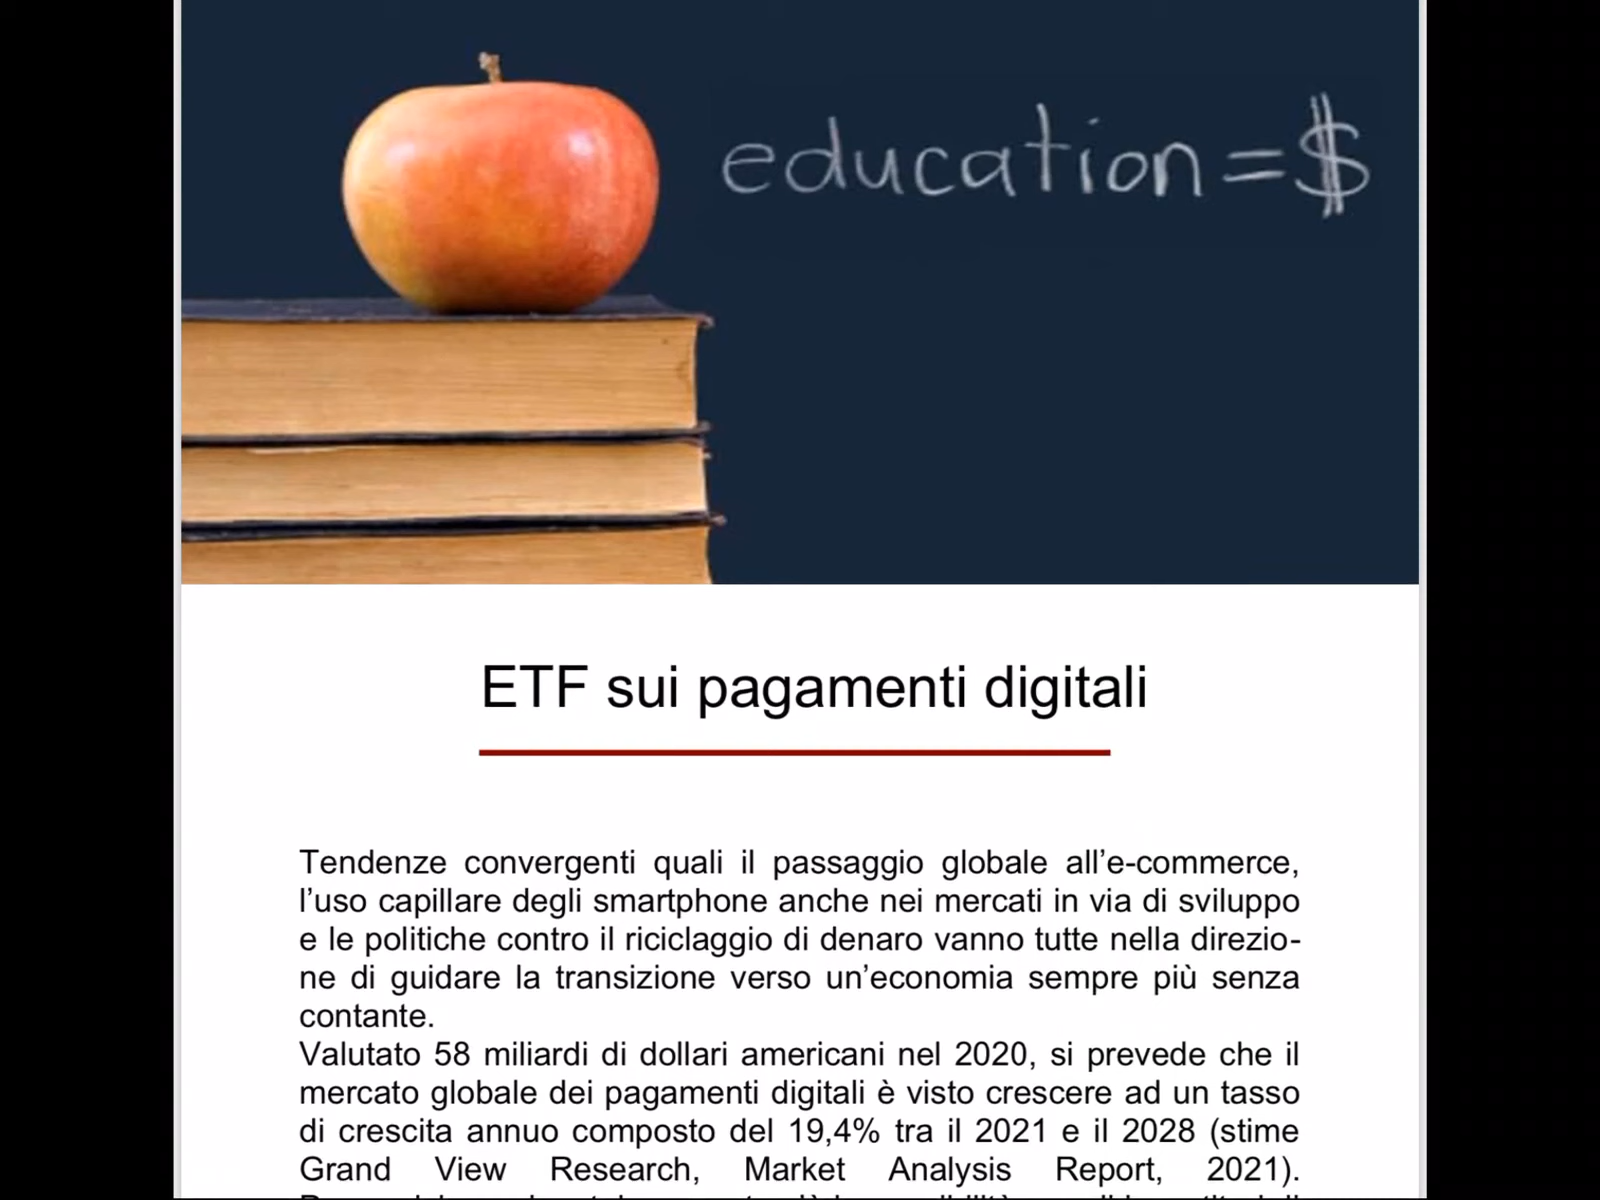 education=$
ETF sui pagamenti digitali
Tendenze convergenti quali il passaggio globale all’e-commerce,
l’uso capillare degli smartphone anche nei mercati in via di sviluppo
e le politiche contro il riciclaggio di denaro vanno tutte nella direzio-
ne di guidare la transizione verso un’economia sempre più senza
contante.
Valutato 58 miliardi di dollari americani nel 2020, si prevede che il
mercato globale dei pagamenti digitali è visto crescere ad un tasso
di crescita annuo composto del 19,4% tra il 2021 e il 2028 (stime
Grand View Research, Market Analysis Report, 2021).